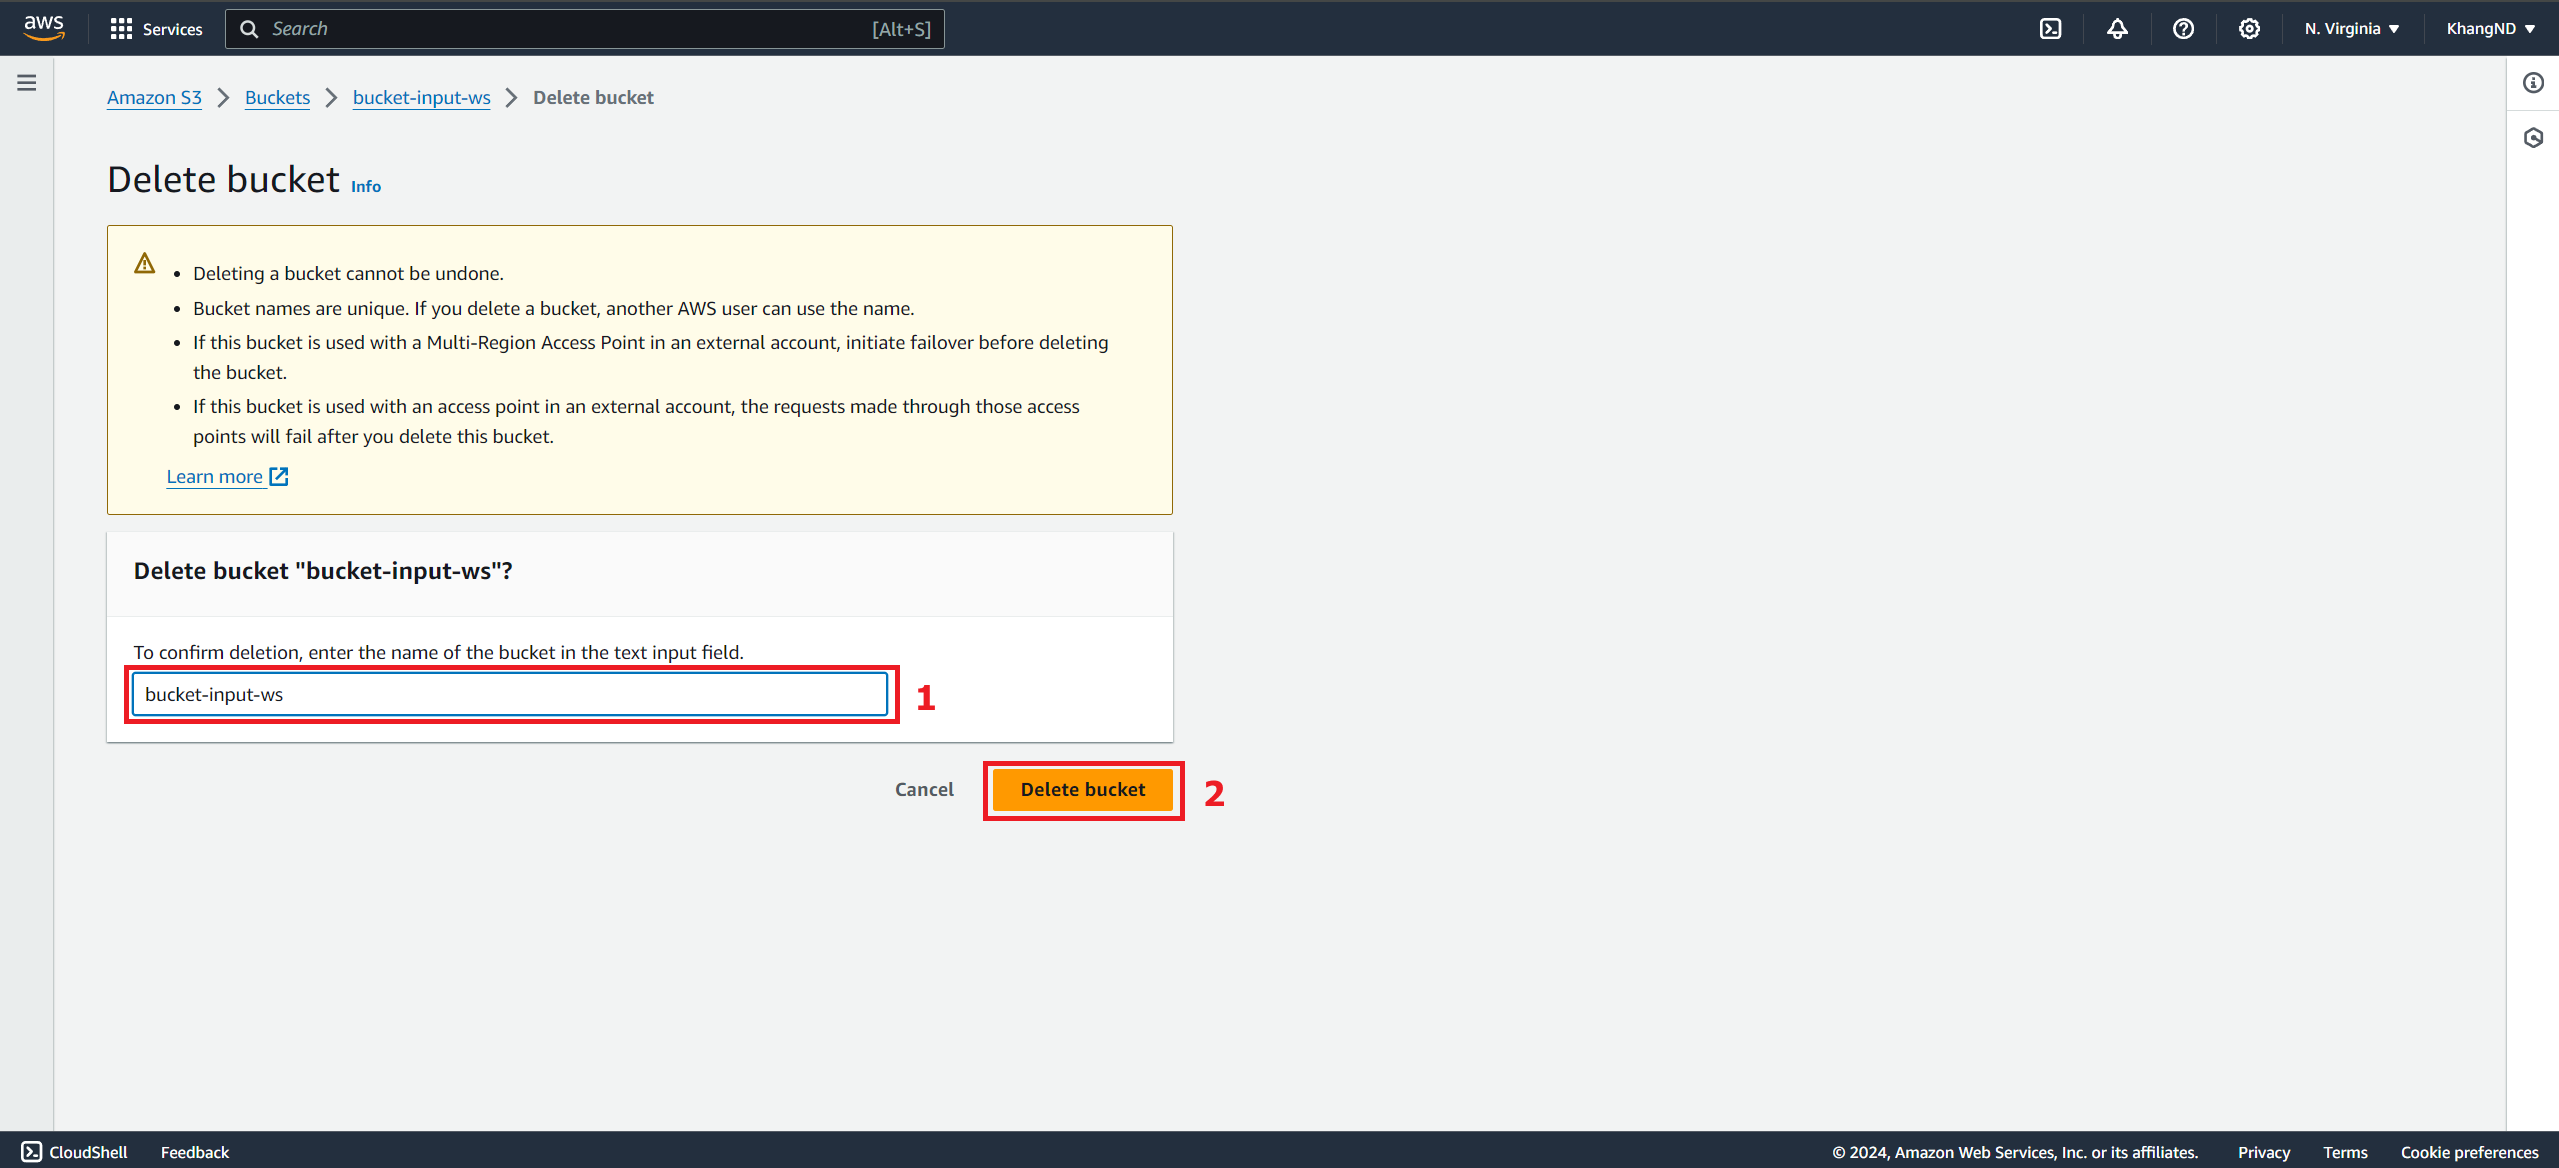 aws
Services
Search
[Alt+S]
N. Virginia ▼
KhangND ▼
Amazon S3 > Buckets > bucket-input-ws > Delete bucket
Delete bucket Info
• Deleting a bucket cannot be undone.
• Bucket names are unique. If you delete a bucket, another AWS user can use the name.
• If this bucket is used with a Multi-Region Access Point in an external account, initiate failover before deleting
the bucket.
• If this bucket is used with an access point in an external account, the requests made through those access
points will fail after you delete this bucket.
Learn more
Delete bucket "bucket-input-ws"?
To confirm deletion, enter the name of the bucket in the text input field.
bucket-input-ws
1
Cancel
Delete bucket
2
CloudShell
Feedback
© 2024, Amazon Web Services, Inc. or its affiliates.
Privacy
Terms
Cookie preferences